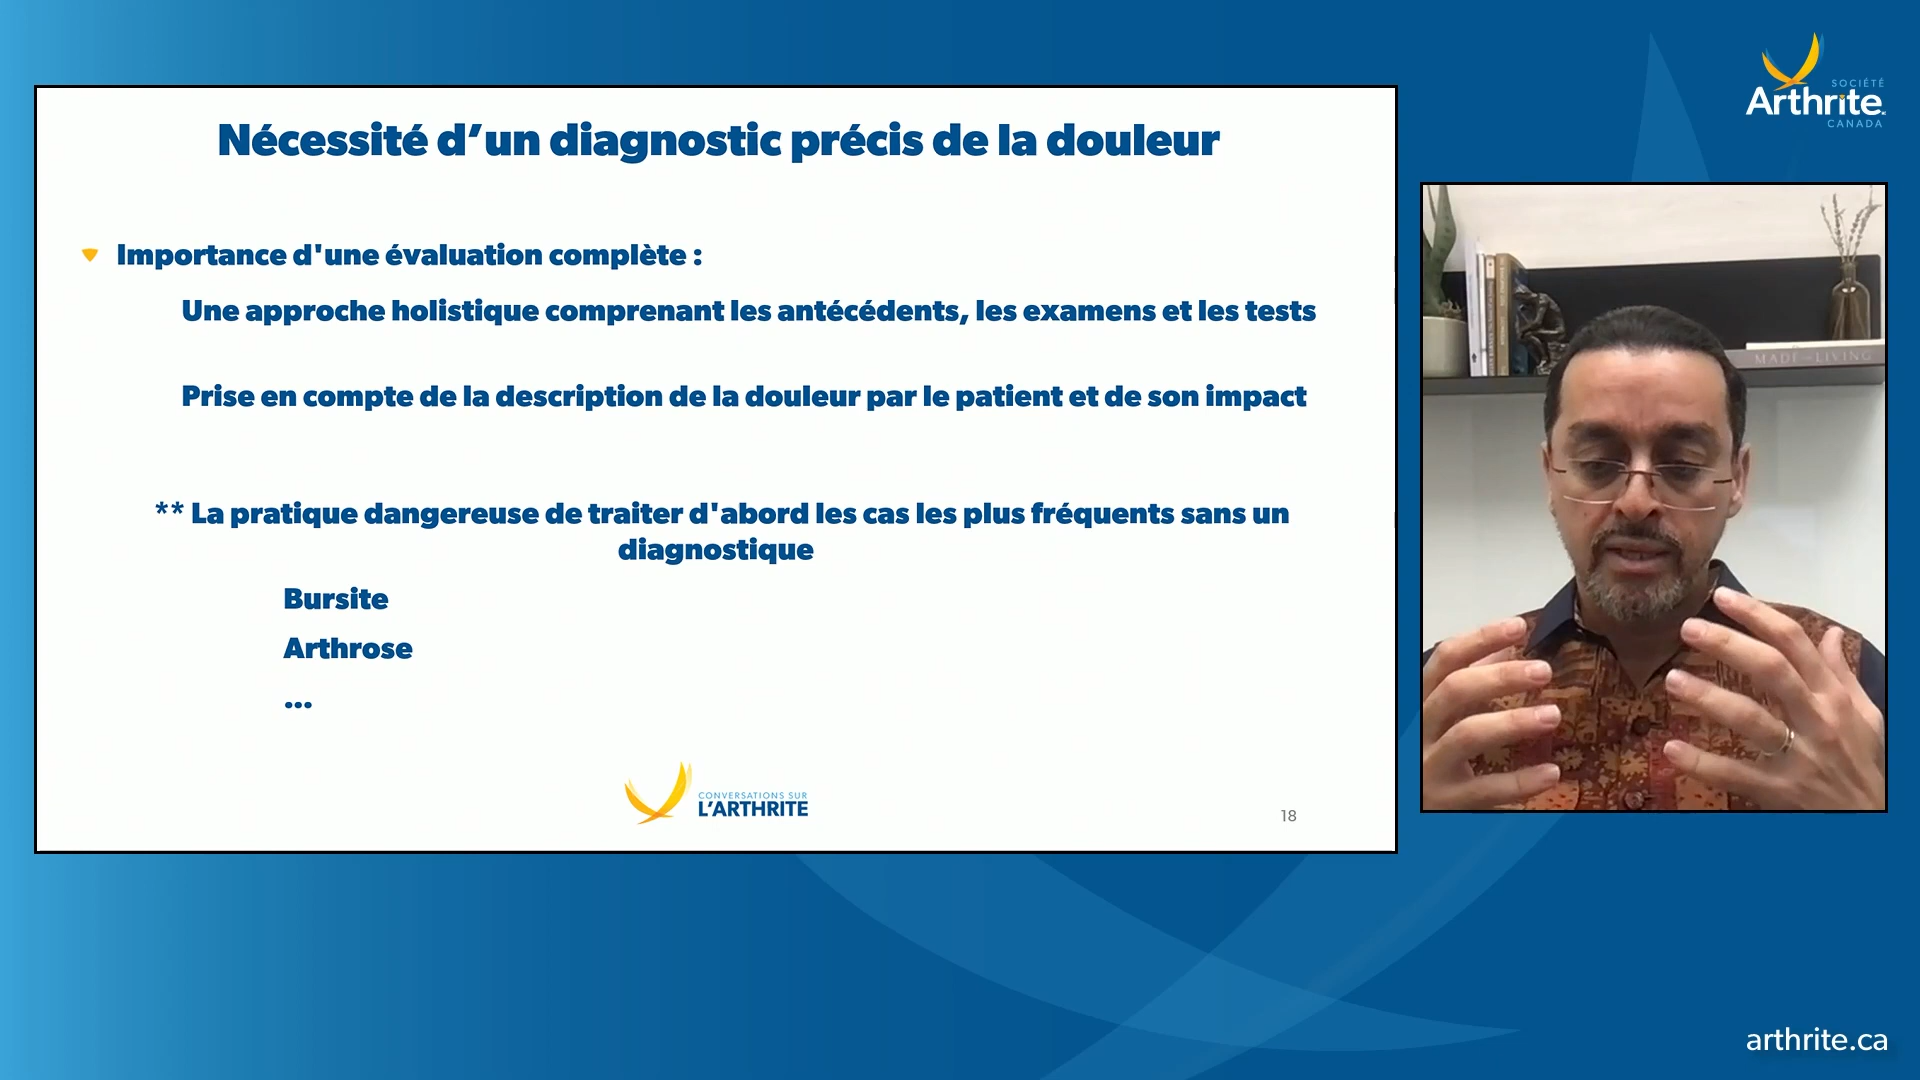 Nécessité d’un diagnostic précis de la douleur
Importance d'une évaluation complète :
Une approche holistique comprenant les antécédents, les examens et les tests
Prise en compte de la description de la douleur par le patient et de son impact
** La pratique dangereuse de traiter d'abord les cas les plus fréquents sans un
diagnostique
Bursite
Arthrose
...
CONVERSATIONS SUR
L'ARTHRITE
18
SOCIÉTÉ
Arthrite
CANADA
MADE—LIVING
arthrite.ca